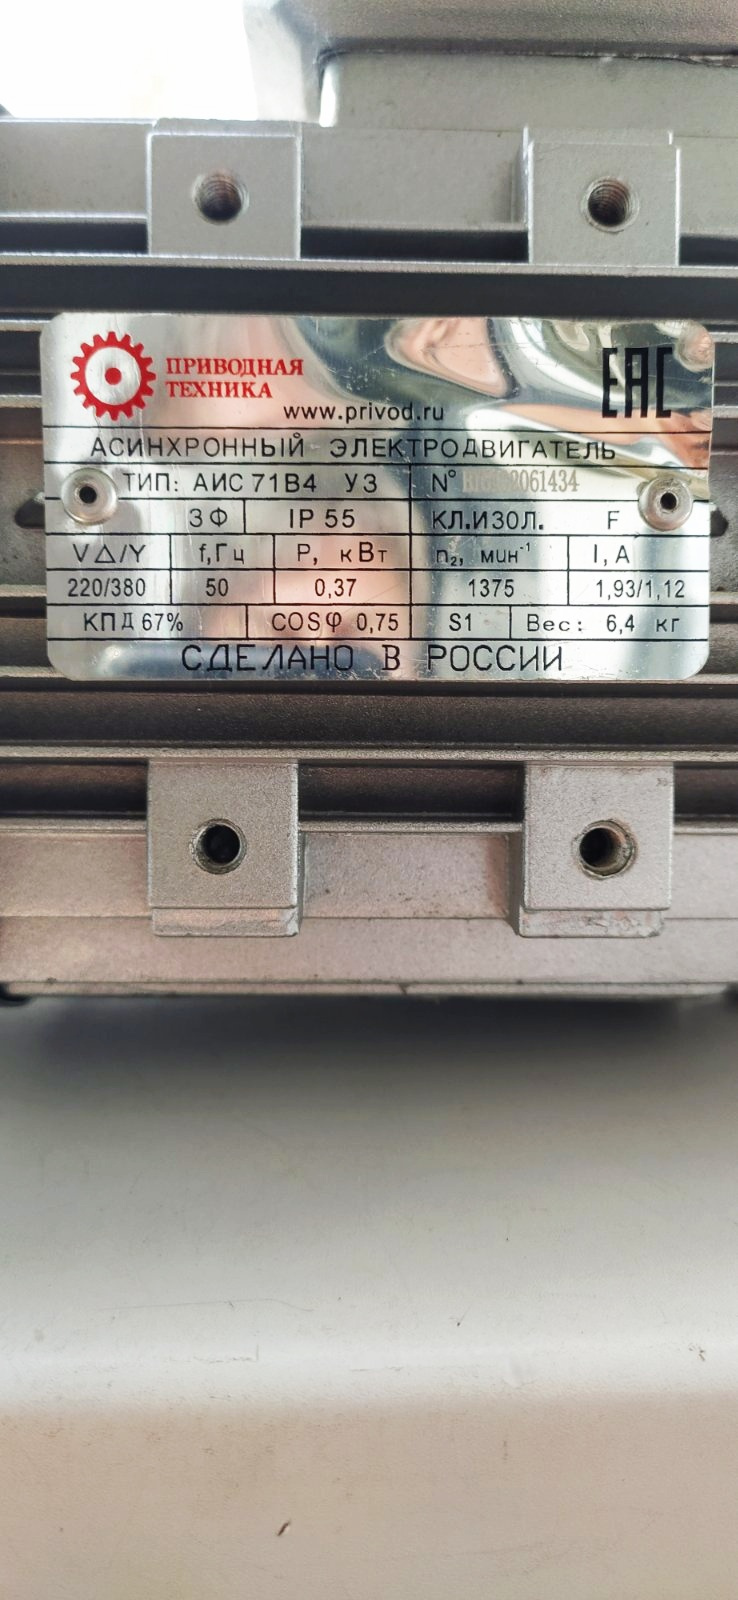 ПРИВОДНАЯ
ТЕХНИКА
www.privod.ru
EAC
АСИНХРОННЫЙ ЭЛЕКТРОДВИГАТЕЛЬ
ТИП: АИС 71В4 У3 N°
3 Ф IP 55 КЛ.ИЗОЛ. F
V△/Y f,Гц P, кВт n₂, мин⁻¹ I, A
220/380 50 0,37 1375 1,93/1,12
КПД 67% COSφ 0,75 S1 Вес: 6,4 кг
СДЕЛАНО В РОССИИ